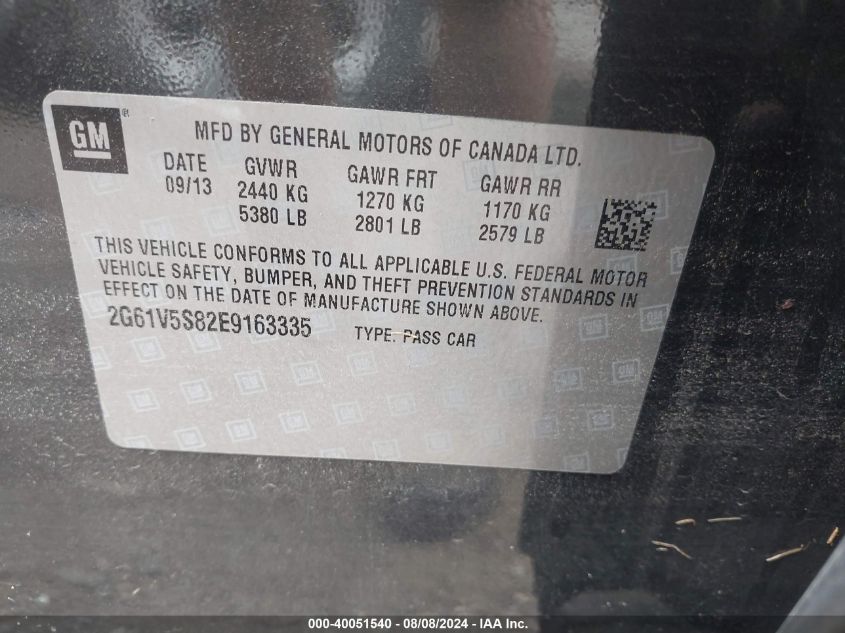 GM ®
MFD BY GENERAL MOTORS OF CANADA LTD.
DATE GVWR GAWR FRT GAWR RR
09/13 2440 KG 1270 KG 1170 KG
5380 LB 2801 LB 2579 LB
THIS VEHICLE CONFORMS TO ALL APPLICABLE U.S. FEDERAL MOTOR
VEHICLE SAFETY, BUMPER, AND THEFT PREVENTION STANDARDS IN
EFFECT ON THE DATE OF MANUFACTURE SHOWN ABOVE.
2G61V5S82E9163335 TYPE: PASS CAR
000-40051540 - 08/08/2024 - IAA Inc.